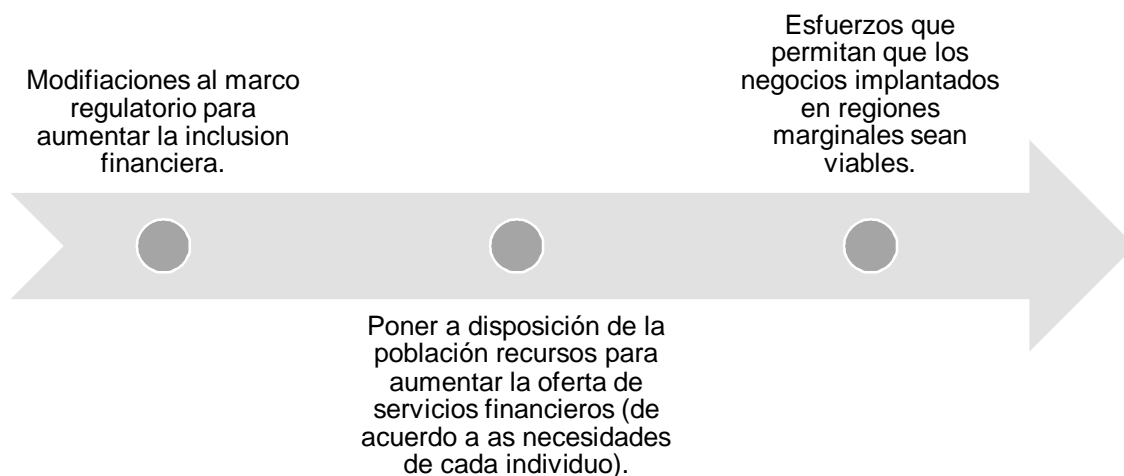 Modifiaciones al marco
regulatorio para
aumentar la inclusion
financiera.
Poner a disposición de la
población recursos para
aumentar la oferta de
servicios financieros (de
acuerdo a as necesidades
de cada individuo).
Esfuerzos que
permitan que los
negocios implantados
en regiones
marginales sean
viables.